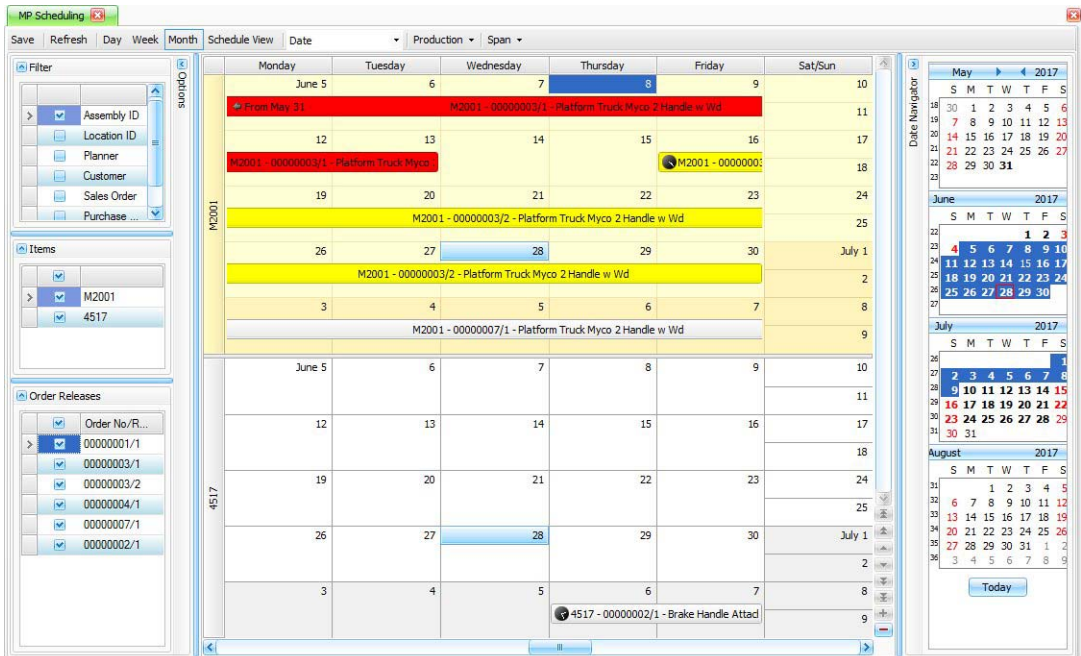 MP Scheduling
Save Refresh Day Week Month Schedule View Date Production Span
Filter
Assembly ID
Location ID
Planner
Customer
Sales Order
Purchase ...
Items
M2001
4517
Order Releases
Order No/R...
00000001/1
00000003/1
00000003/2
00000004/1
00000007/1
00000002/1
Options
Monday Tuesday Wednesday Thursday Friday Sat/Sun
M2001
June 5 6 7 8 9 10
11
From May 31 M2001 - 00000003/1 - Platform Truck Myco 2 Handle w Wd
12 13 14 15 16 17
18
M2001 - 00000003/1 - Platform Truck Myco M2001 - 00000003
19 20 21 22 23 24
25
M2001 - 00000003/2 - Platform Truck Myco 2 Handle w Wd
26 27 28 29 30 July 1
2
M2001 - 00000003/2 - Platform Truck Myco 2 Handle w Wd
3 4 5 6 7 8
9
M2001 - 00000007/1 - Platform Truck Myco 2 Handle w Wd
4517
June 5 6 7 8 9 10
11
12 13 14 15 16 17
18
19 20 21 22 23 24
25
26 27 28 29 30 July 1
2
3 4 5 6 7 8
9
4517 - 00000002/1 - Brake Handle Attacl
Date Navigator
May 2017
S M T W T F S
18 30 1 2 3 4 5 6
19 7 8 9 10 11 12 13
20 14 15 16 17 18 19 20
21 21 22 23 24 25 26 27
22 28 29 30 31
23
June 2017
S M T W T F S
22 1 2 3
23 4 5 6 7 8 9 10
24 11 12 13 14 15 16 17
25 18 19 20 21 22 23 24
26 25 26 27 28 29 30
27
July 2017
S M T W T F S
26 1
27 2 3 4 5 6 7 8
28 9 10 11 12 13 14 15
29 16 17 18 19 20 21 22
30 23 24 25 26 27 28 29
31 30 31
August 2017
S M T W T F S
31 1 2 3 4 5
32 6 7 8 9 10 11 12
33 13 14 15 16 17 18 19
34 20 21 22 23 24 25 26
35 27 28 29 30 31 1 2
36 3 4 5 6 7 8 9
Today